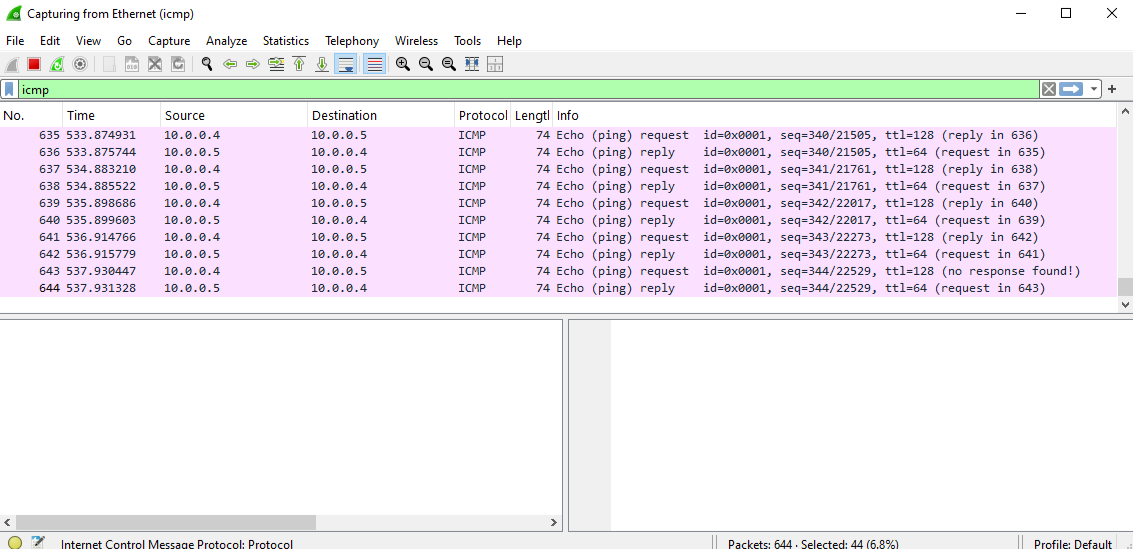 Capturing from Ethernet (icmp)
File Edit View Go Capture Analyze Statistics Telephony Wireless Tools Help
icmp
No. Time Source Destination Protocol Lengtl Info
635 533.874931 10.0.0.4 10.0.0.5 ICMP 74 Echo (ping) request id=0x0001, seq=340/21505, ttl=128 (reply in 636)
636 533.875744 10.0.0.5 10.0.0.4 ICMP 74 Echo (ping) reply id=0x0001, seq=340/21505, ttl=64 (request in 635)
637 534.883210 10.0.0.4 10.0.0.5 ICMP 74 Echo (ping) request id=0x0001, seq=341/21761, ttl=128 (reply in 638)
638 534.885522 10.0.0.5 10.0.0.4 ICMP 74 Echo (ping) reply id=0x0001, seq=341/21761, ttl=64 (request in 637)
639 535.898686 10.0.0.4 10.0.0.5 ICMP 74 Echo (ping) request id=0x0001, seq=342/22017, ttl=128 (reply in 640)
640 535.899603 10.0.0.5 10.0.0.4 ICMP 74 Echo (ping) reply id=0x0001, seq=342/22017, ttl=64 (request in 639)
641 536.914766 10.0.0.4 10.0.0.5 ICMP 74 Echo (ping) request id=0x0001, seq=343/22273, ttl=128 (reply in 642)
642 536.915779 10.0.0.5 10.0.0.4 ICMP 74 Echo (ping) reply id=0x0001, seq=343/22273, ttl=64 (request in 641)
643 537.930447 10.0.0.4 10.0.0.5 ICMP 74 Echo (ping) request id=0x0001, seq=344/22529, ttl=128 (no response found!)
644 537.931328 10.0.0.5 10.0.0.4 ICMP 74 Echo (ping) reply id=0x0001, seq=344/22529, ttl=64 (request in 643)
Internet Control Message Protocol: Protocol Packets: 644 · Selected: 44 (6.8%) Profile: Default